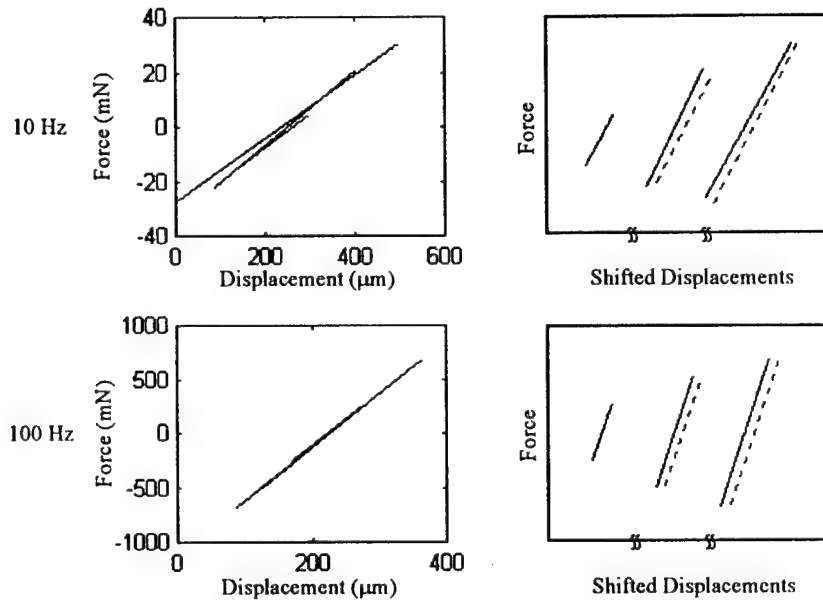 10 Hz
Force (mN)
40
20
0
-20
-40
0 200 400 600
Displacement (µm)
Force
Shifted Displacements
100 Hz
Force (mN)
1000
500
0
-500
-1000
0 200 400
Displacement (µm)
Force
Shifted Displacements